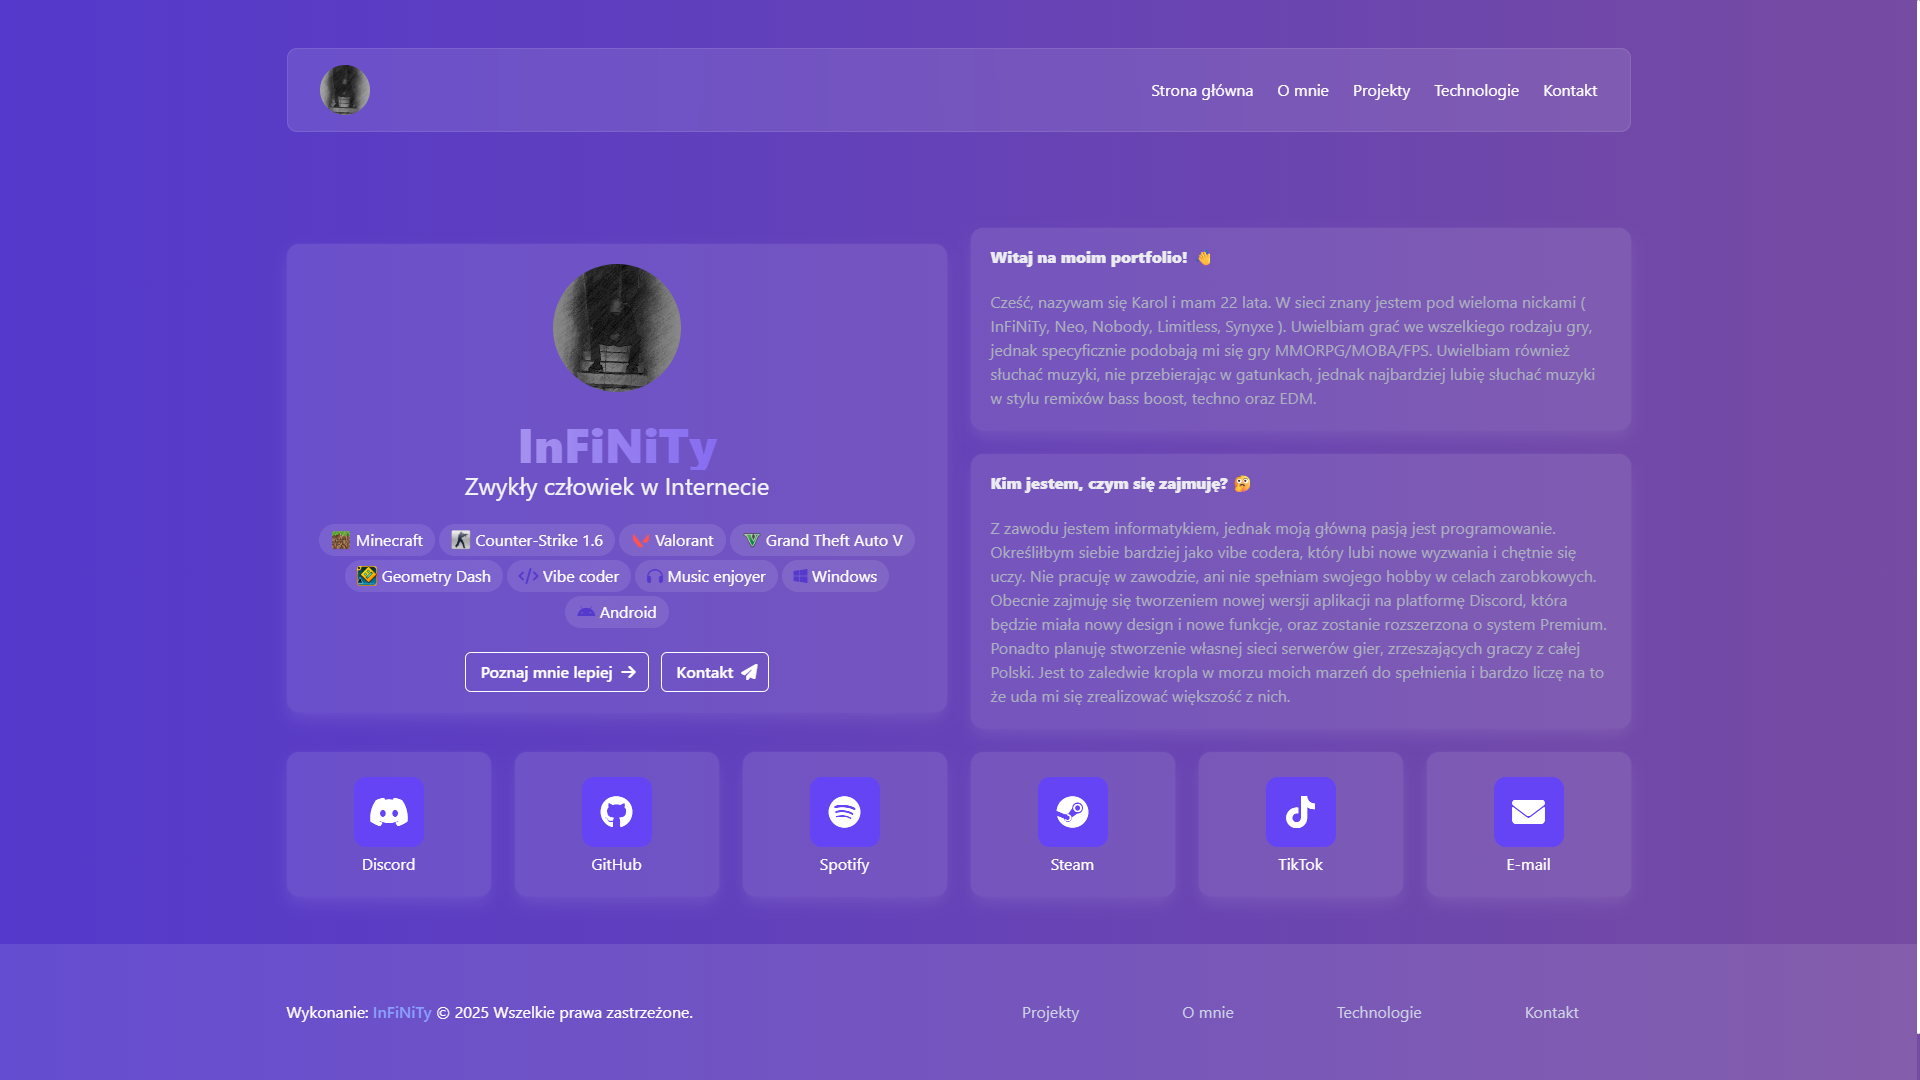 Strona główna O mnie Projekty Technologie Kontakt
InFiNiTy
Zwykły człowiek w Internecie
Minecraft Counter-Strike 1.6 Valorant Grand Theft Auto V
Geometry Dash Vibe coder Music enjoyer Windows
Android
Poznaj mnie lepiej Kontakt
Witaj na moim portfolio! 👋
Cześć, nazywam się Karol i mam 22 lata. W sieci znany jestem pod wieloma nickami (
InFiNiTy, Neo, Nobody, Limitless, Synyxe ). Uwielbiam grać we wszelkiego rodzaju gry,
jednak specyficznie podobają mi się gry MMORPG/MOBA/FPS. Uwielbiam również
słuchać muzyki, nie przebierając w gatunkach, jednak najbardziej lubię słuchać muzyki
w stylu remixów bass boost, techno oraz EDM.
Kim jestem, czym się zajmuję? 🤔
Z zawodu jestem informatykiem, jednak moją główną pasją jest programowanie.
Określiłbym siebie bardziej jako vibe codera, który lubi nowe wyzwania i chętnie się
uczy. Nie pracuję w zawodzie, ani nie spełniam swojego hobby w celach zarobkowych.
Obecnie zajmuję się tworzeniem nowej wersji aplikacji na platformę Discord, która
będzie miała nowy design i nowe funkcje, oraz zostanie rozszerzona o system Premium.
Ponadto planuję stworzenie własnej sieci serwerów gier, zrzeszających graczy z całej
Polski. Jest to zaledwie kropla w morzu moich marzeń do spełnienia i bardzo liczę na to
że uda mi się zrealizować większość z nich.
Discord GitHub Spotify Steam TikTok E-mail
Wykonanie: InFiNiTy © 2025 Wszelkie prawa zastrzeżone. Projekty O mnie Technologie Kontakt